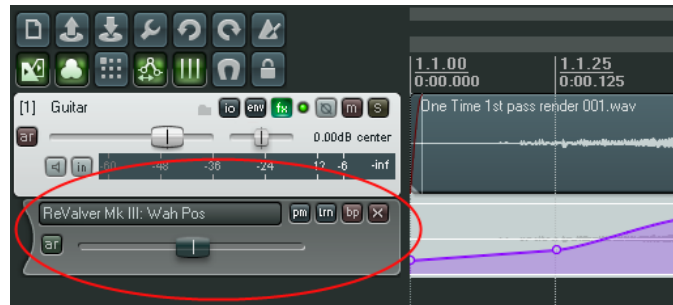 1.1.00 1.1.25
0:00.000 0:00.125
[1] Guitar io env fx m S
One Time 1st pass render 001.wav
ar 0.00dB center
in -60 -48 -36 -24 12 -6 -inf
ReValver Mk III: Wah Pos pm lrn bp
ar